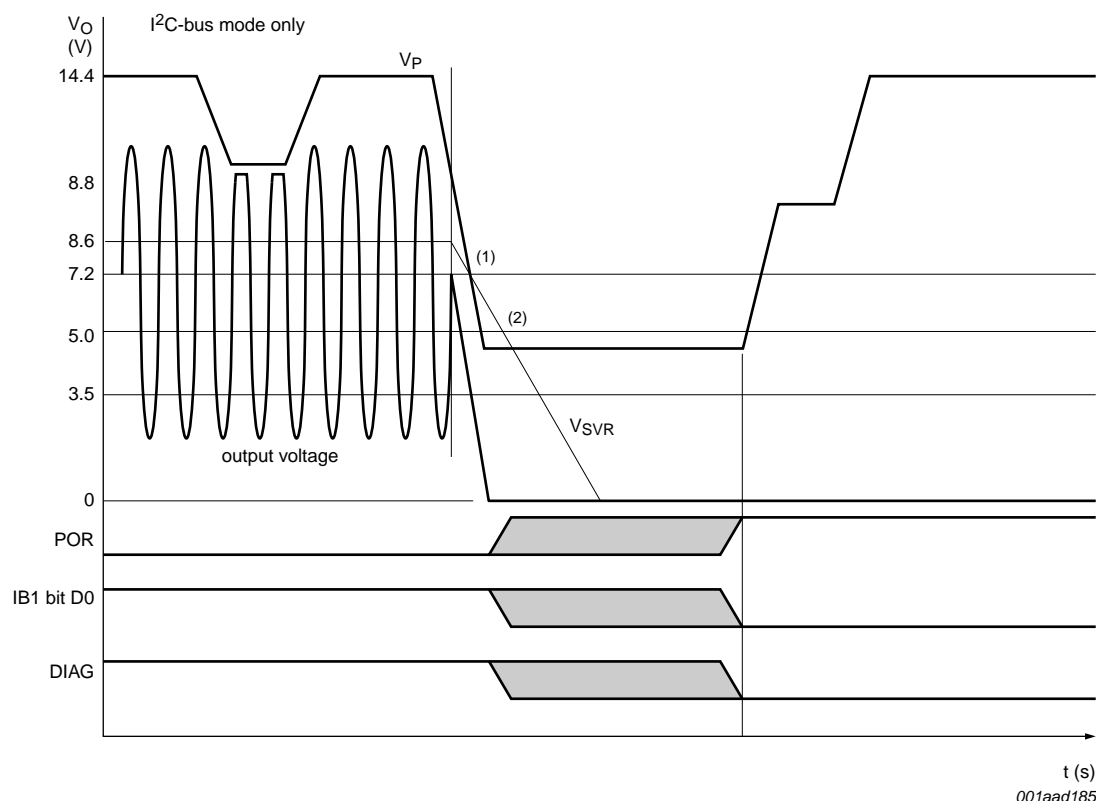 V_O
(V)
I²C-bus mode only
V_P
14.4
8.8
8.6
(1)
7.2
(2)
5.0
3.5
V_SVR
output voltage
0
POR
IB1 bit D0
DIAG
t (s)
001aad185